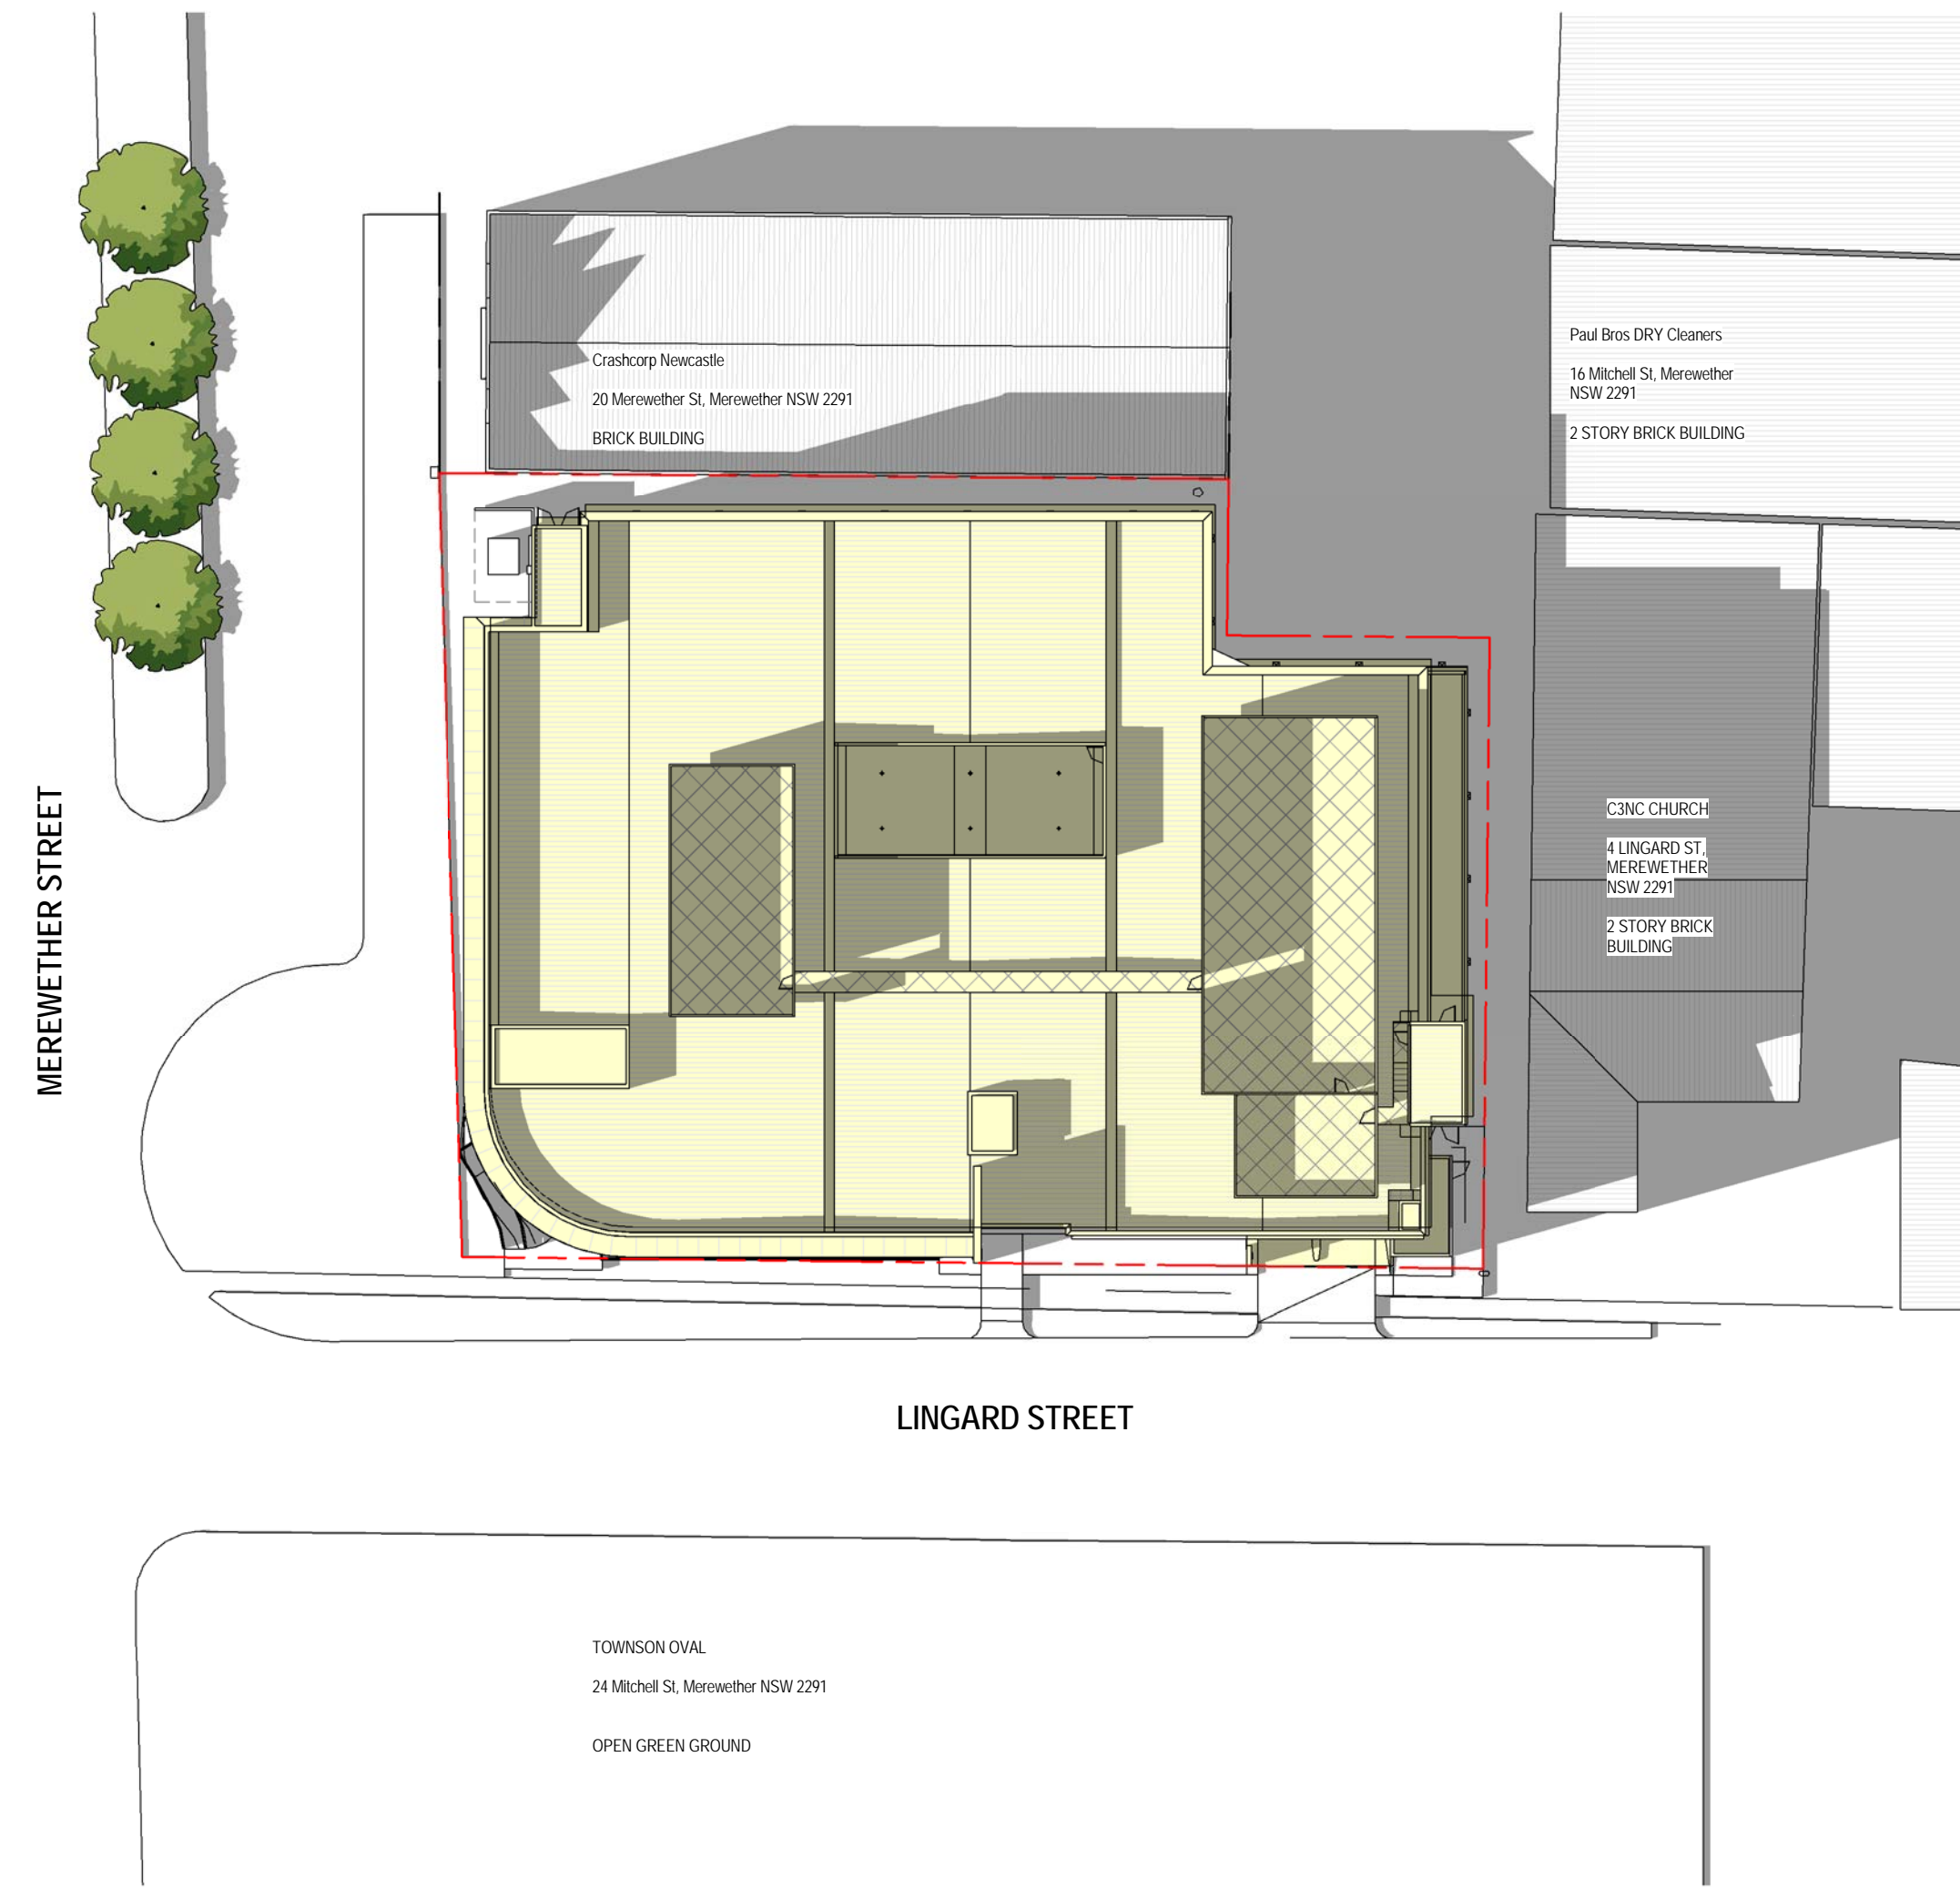 Paul Bros DRY Cleaners
16 Mitchell St, Merewether
NSW 2291
2 STORY BRICK BUILDING
Crashcorp Newcastle
20 Merewether St, Merewether NSW 2291
BRICK BUILDING
MEREWETHER STREET
C3NC CHURCH
4 LINGARD ST,
MEREWETHER
NSW 2291
2 STORY BRICK
BUILDING
LINGARD STREET
TOWNSON OVAL
24 Mitchell St, Merewether NSW 2291
OPEN GREEN GROUND